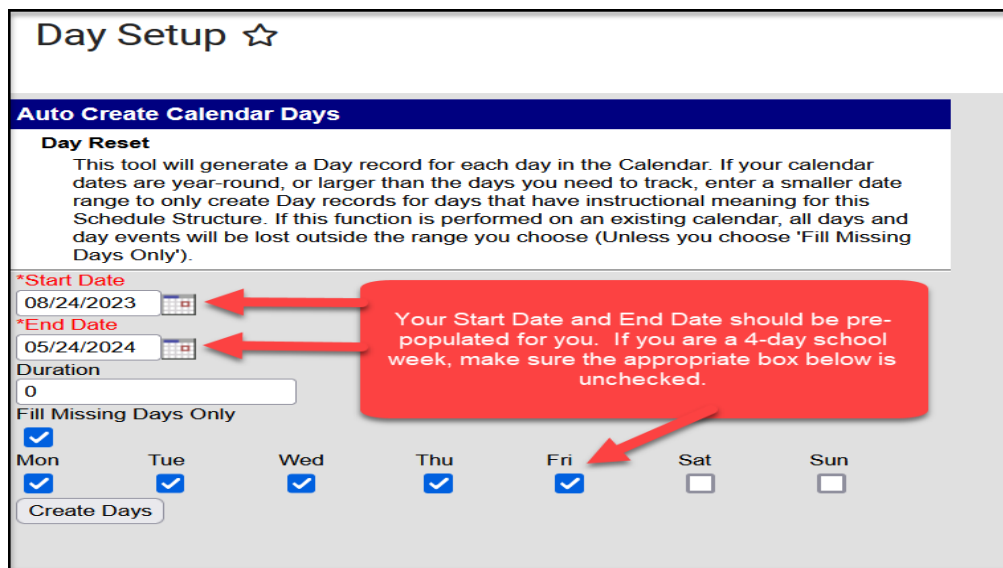 Day Setup
Auto Create Calendar Days
Day Reset
This tool will generate a Day record for each day in the Calendar. If your calendar
dates are year-round, or larger than the days you need to track, enter a smaller date
range to only create Day records for days that have instructional meaning for this
Schedule Structure. If this function is performed on an existing calendar, all days and
day events will be lost outside the range you choose (Unless you choose 'Fill Missing
Days Only').
*Start Date
08/24/2023
*End Date
05/24/2024
Your Start Date and End Date should be pre-
populated for you. If you are a 4-day school
week, make sure the appropriate box below is
unchecked.
Duration
0
Fill Missing Days Only
Mon Tue Wed Thu Fri Sat Sun
Create Days